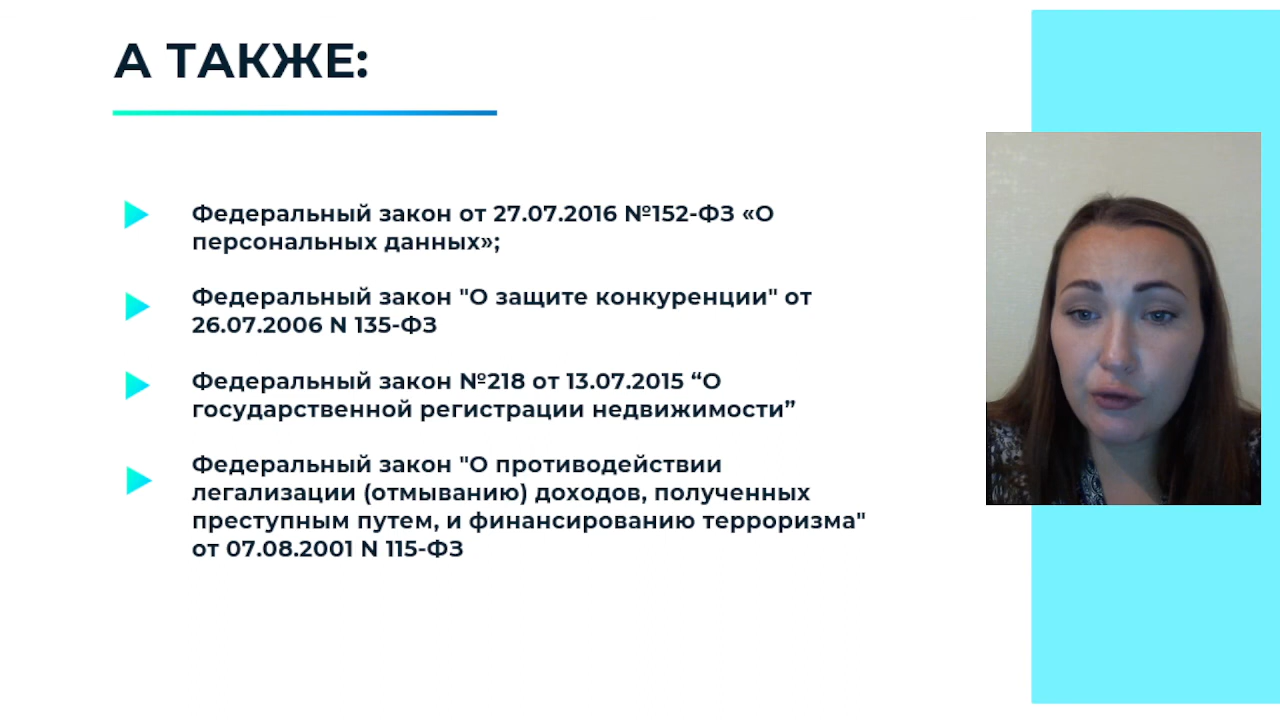 А ТАКЖЕ:
Федеральный закон от 27.07.2016 №152-ФЗ «О
персональных данных»;
Федеральный закон "О защите конкуренции" от
26.07.2006 N 135-ФЗ
Федеральный закон №218 от 13.07.2015 “О
государственной регистрации недвижимости”
Федеральный закон "О противодействии
легализации (отмыванию) доходов, полученных
преступным путем, и финансированию терроризма"
от 07.08.2001 N 115-ФЗ